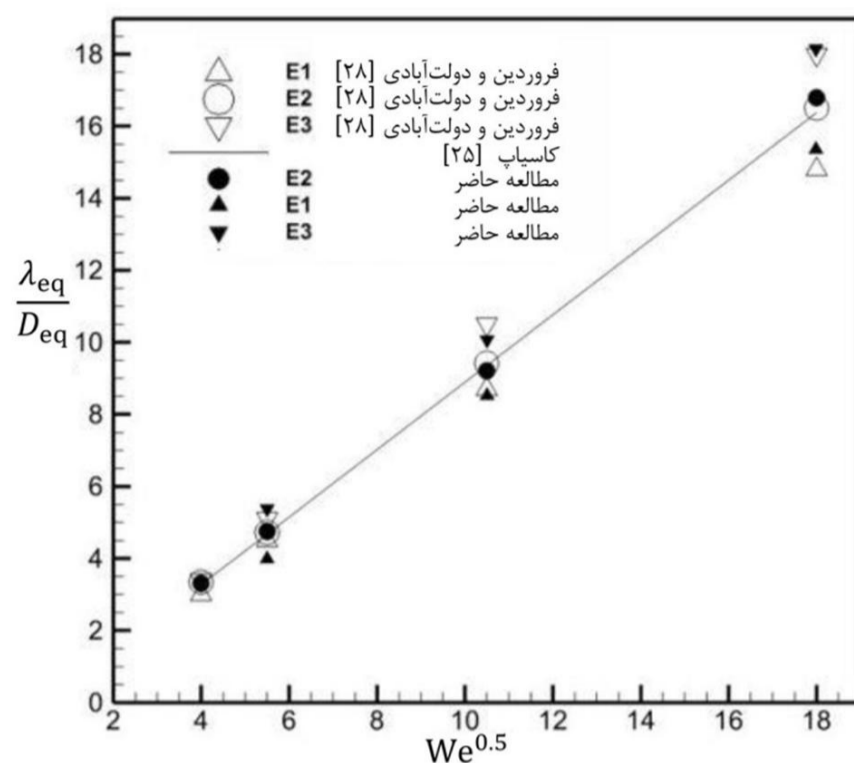 18
16
14
12
10
8
6
4
2
0
λeq
Deq
E1 فروردین و دولت‌آبادی [۲۸]
E2 فروردین و دولت‌آبادی [۲۸]
E3 فروردین و دولت‌آبادی [۲۸]
کاسیاپ [۲۵]
E2 مطالعه حاضر
E1 مطالعه حاضر
E3 مطالعه حاضر
2 4 6 8 10 12 14 16 18
We^0.5